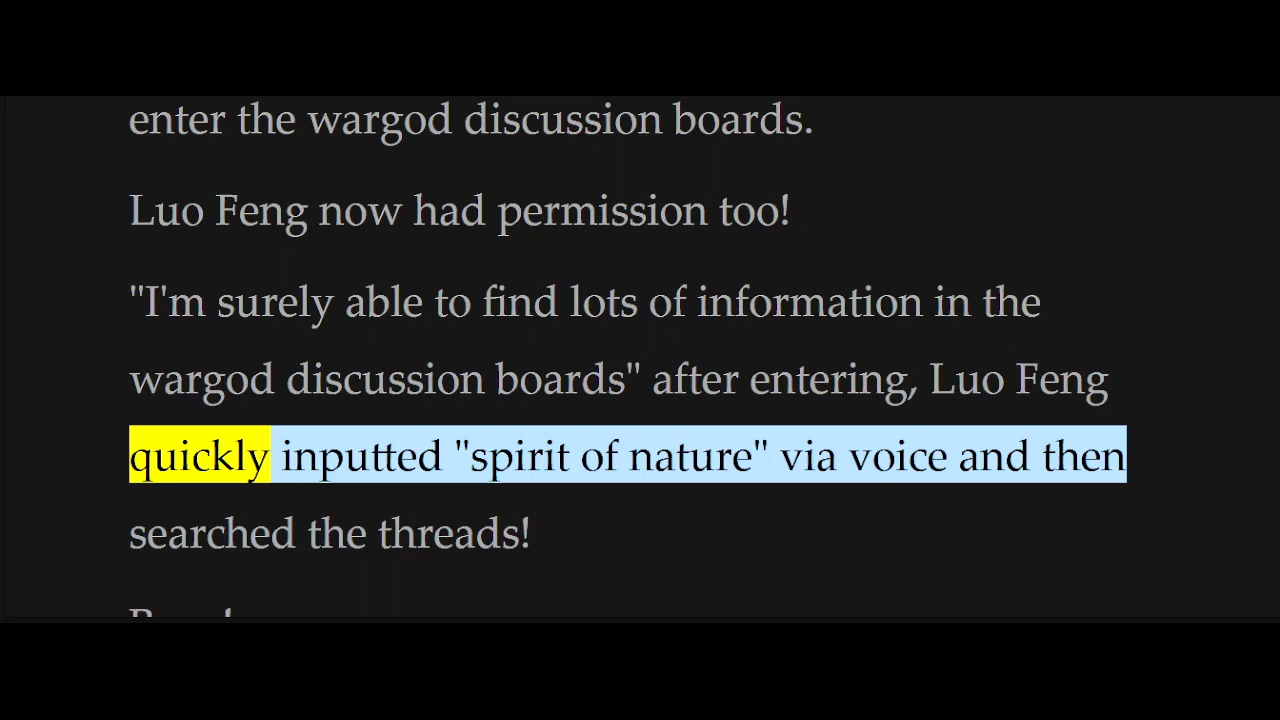 enter the wargod discussion boards.
Luo Feng now had permission too!
"I'm surely able to find lots of information in the
wargod discussion boards" after entering, Luo Feng
quickly inputted "spirit of nature" via voice and then
searched the threads!